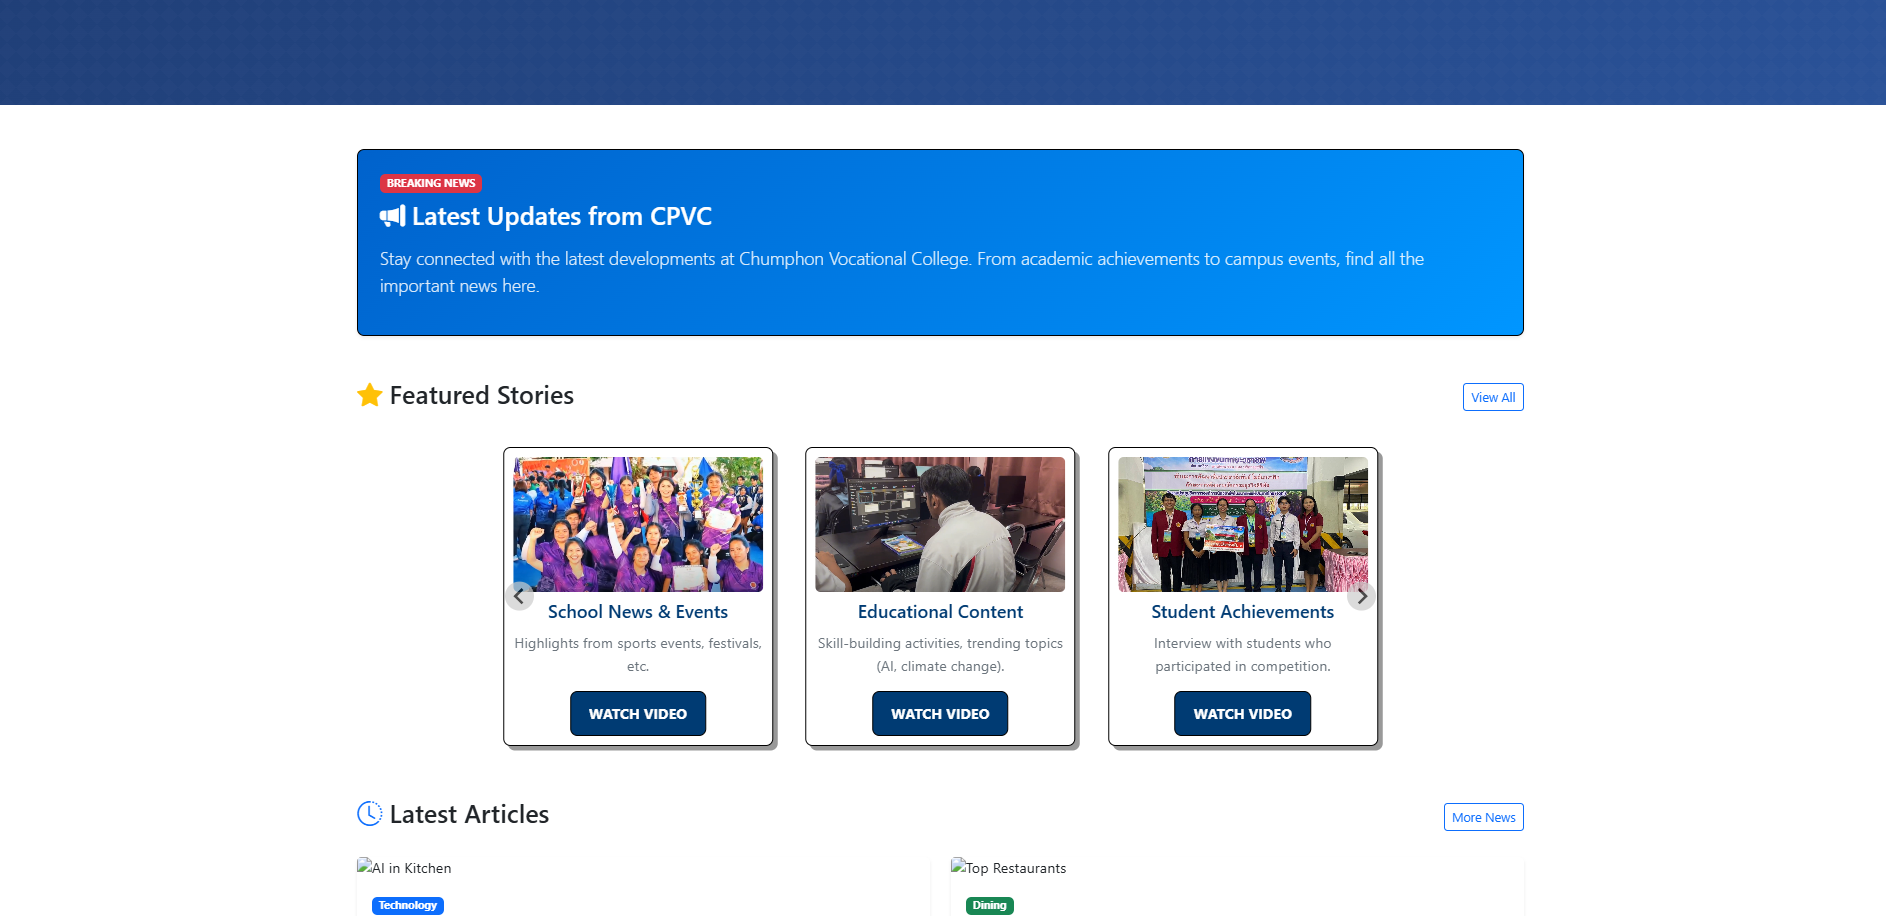 BREAKING NEWS
Latest Updates from CPVC
Stay connected with the latest developments at Chumphon Vocational College. From academic achievements to campus events, find all the
important news here.
Featured Stories
View All
School News & Events
Highlights from sports events, festivals,
etc.
WATCH VIDEO
Educational Content
Skill-building activities, trending topics
(AI, climate change).
WATCH VIDEO
Student Achievements
Interview with students who
participated in competition.
WATCH VIDEO
Latest Articles
More News
AI in Kitchen
Technology
Top Restaurants
Dining